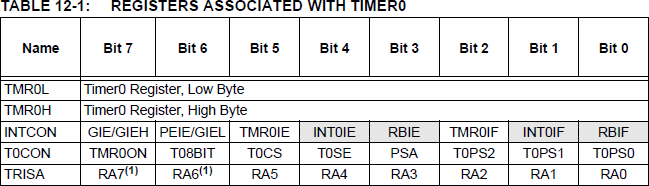 TABLE 12-1: REGISTERS ASSOCIATED WITH TIMER0
Name Bit 7 Bit 6 Bit 5 Bit 4 Bit 3 Bit 2 Bit 1 Bit 0
TMR0L Timer0 Register, Low Byte
TMR0H Timer0 Register, High Byte
INTCON GIE/GIEH PEIE/GIEL TMR0IE INT0IE RBIE TMR0IF INT0IF RBIF
T0CON TMR0ON T08BIT T0CS T0SE PSA T0PS2 T0PS1 T0PS0
TRISA RA7(1) RA6(1) RA5 RA4 RA3 RA2 RA1 RA0